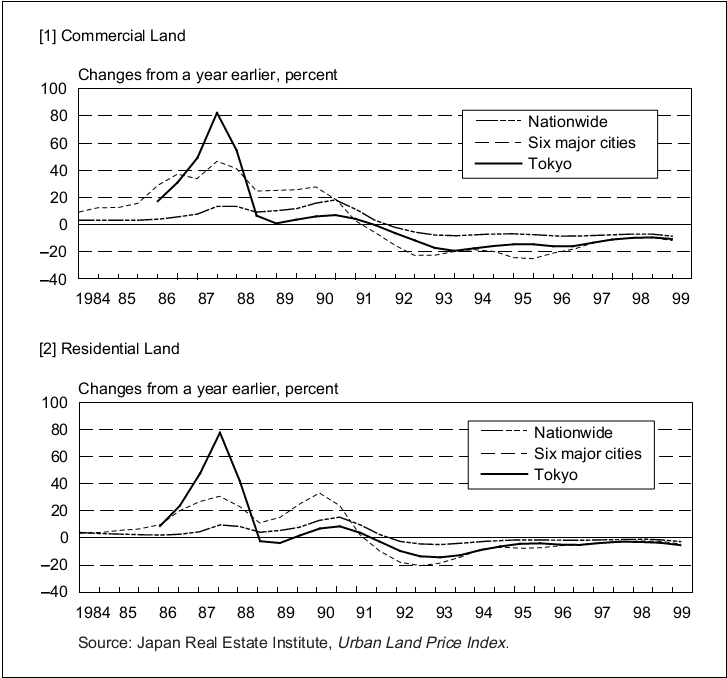 [1] Commercial Land
Changes from a year earlier, percent
100
80
60
40
20
0
–20
–40
Nationwide
Six major cities
Tokyo
1984 85 86 87 88 89 90 91 92 93 94 95 96 97 98 99
[2] Residential Land
Changes from a year earlier, percent
100
80
60
40
20
0
–20
–40
Nationwide
Six major cities
Tokyo
1984 85 86 87 88 89 90 91 92 93 94 95 96 97 98 99
Source: Japan Real Estate Institute, Urban Land Price Index.